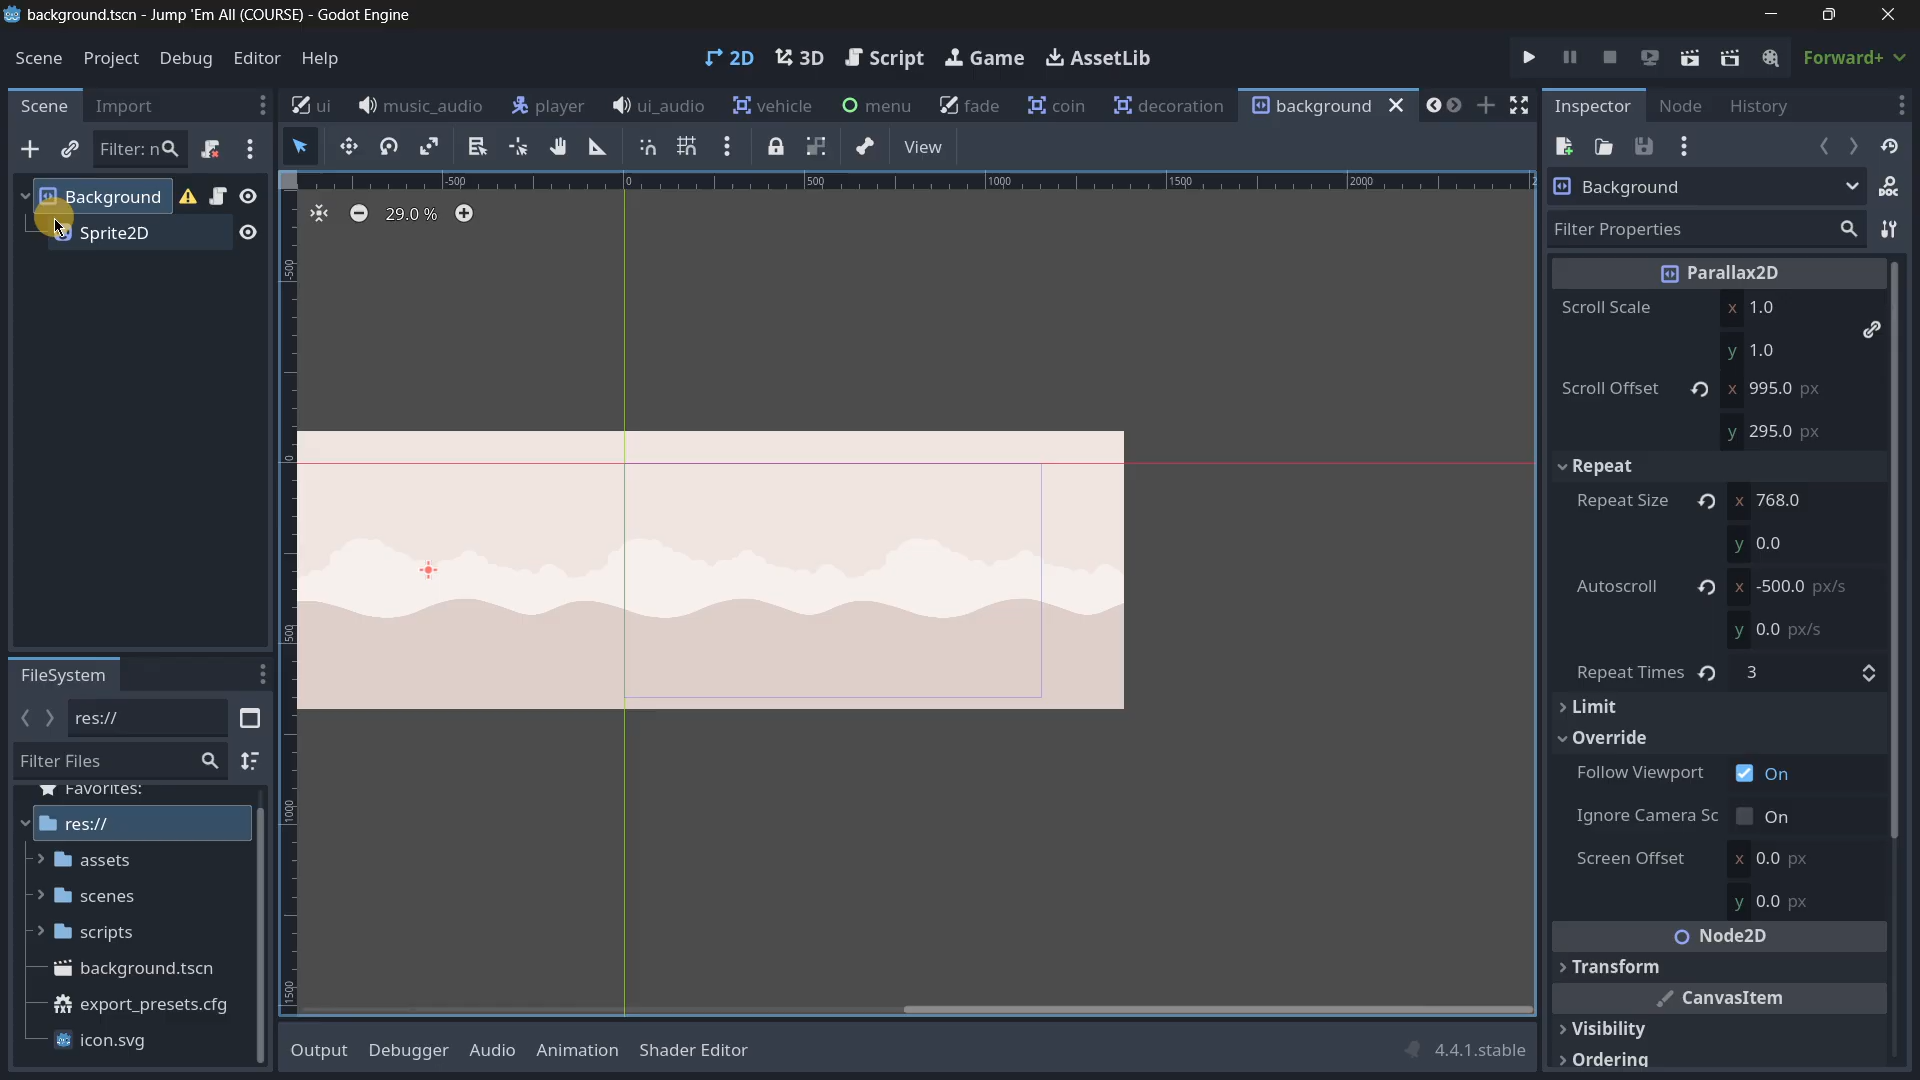 background.tscn - Jump 'Em All (COURSE) - Godot Engine
Scene Project Debug Editor Help
2D 3D Script Game AssetLib
Forward+
Scene Import
ui music_audio player ui_audio vehicle menu fade coin decoration background
Inspector Node History
Filter: n
View
Background
Sprite2D
-500 0 500 1000 1500 2000
29.0 %
-500
0
500
1000
1500
Background
Filter Properties
Parallax2D
Scroll Scale x 1.0
y 1.0
Scroll Offset x 995.0 px
y 295.0 px
Repeat
Repeat Size x 768.0
y 0.0
Autoscroll x -500.0 px/s
y 0.0 px/s
Repeat Times 3
Limit
Override
Follow Viewport On
Ignore Camera Sc On
Screen Offset x 0.0 px
y 0.0 px
Node2D
Transform
CanvasItem
Visibility
Ordering
FileSystem
res://
Filter Files
Favorites:
res://
assets
scenes
scripts
background.tscn
export_presets.cfg
icon.svg
Output Debugger Audio Animation Shader Editor
4.4.1.stable